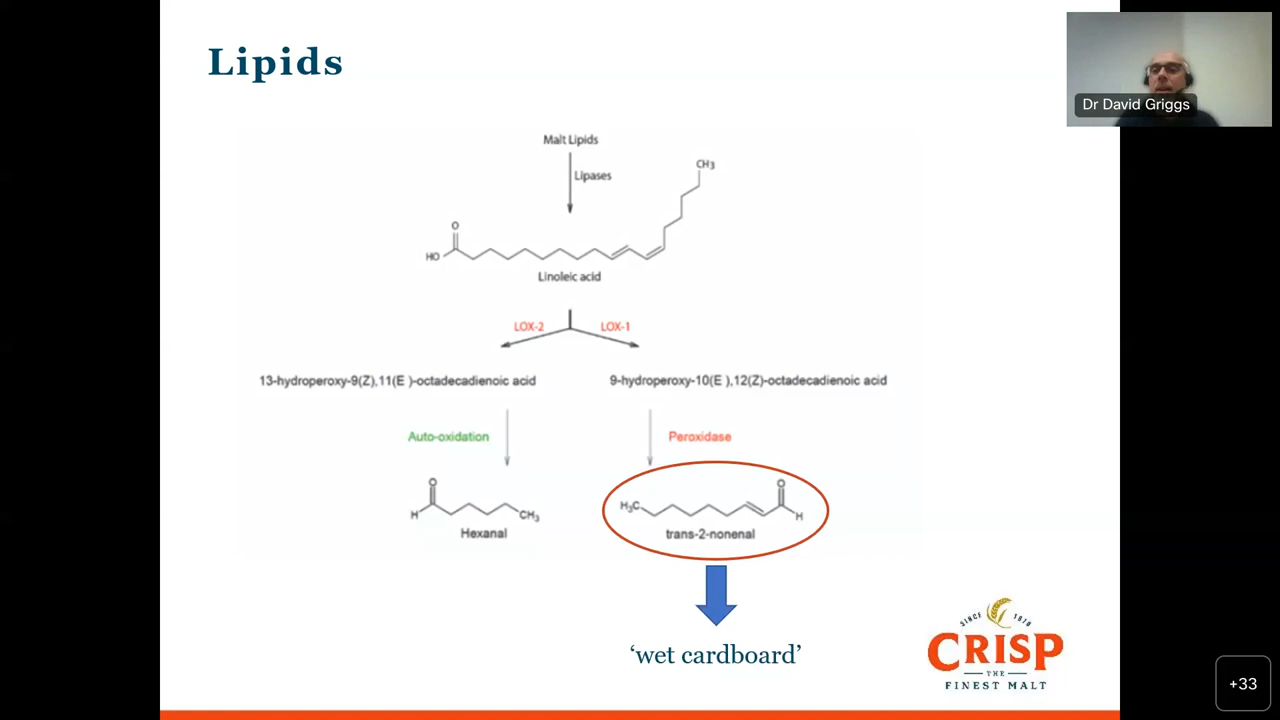 Lipids
Dr David Griggs
Malt Lipids
Lipases
CH3
O
HO
Linoleic acid
LOX-2
LOX-1
13-hydroperoxy-9(Z),11(E )-octadecadienoic acid
9-hydroperoxy-10(E ),12(Z)-octadecadienoic acid
Auto-oxidation
Peroxidase
O
H
CH3
Hexanal
O
H3C
H
trans-2-nonenal
‘wet cardboard’
SINCE 1870
CRISP
THE
FINEST MALT
+33